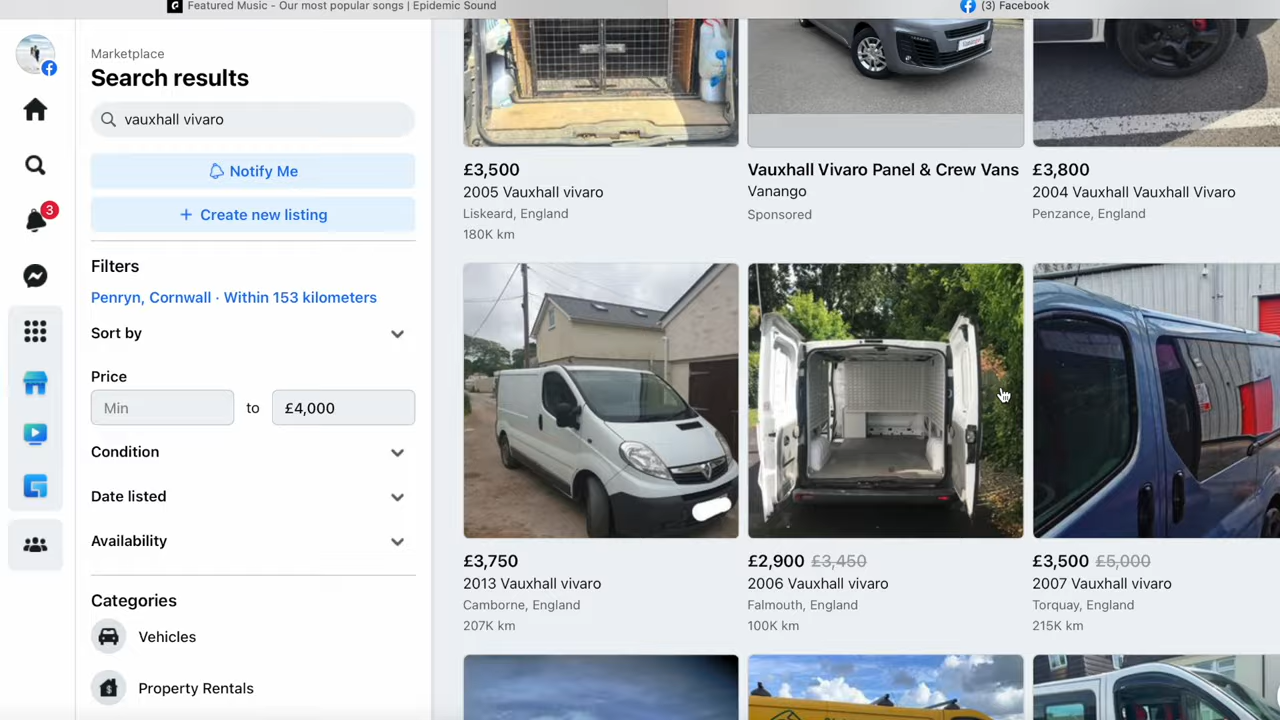 Featured Music - Our most popular songs | Epidemic Sound
(3) Facebook
Marketplace
Search results
vauxhall vivaro
Notify Me
+ Create new listing
3
Filters
Penryn, Cornwall · Within 153 kilometers
Sort by
Price
Min
to
£4,000
Condition
Date listed
Availability
Categories
Vehicles
Property Rentals
£3,500
2005 Vauxhall vivaro
Liskeard, England
180K km
Vauxhall Vivaro Panel & Crew Vans
Vanango
Sponsored
£3,800
2004 Vauxhall Vauxhall Vivaro
Penzance, England
£3,750
2013 Vauxhall vivaro
Camborne, England
207K km
£2,900 £3,450
2006 Vauxhall vivaro
Falmouth, England
100K km
£3,500 £5,000
2007 Vauxhall vivaro
Torquay, England
215K km